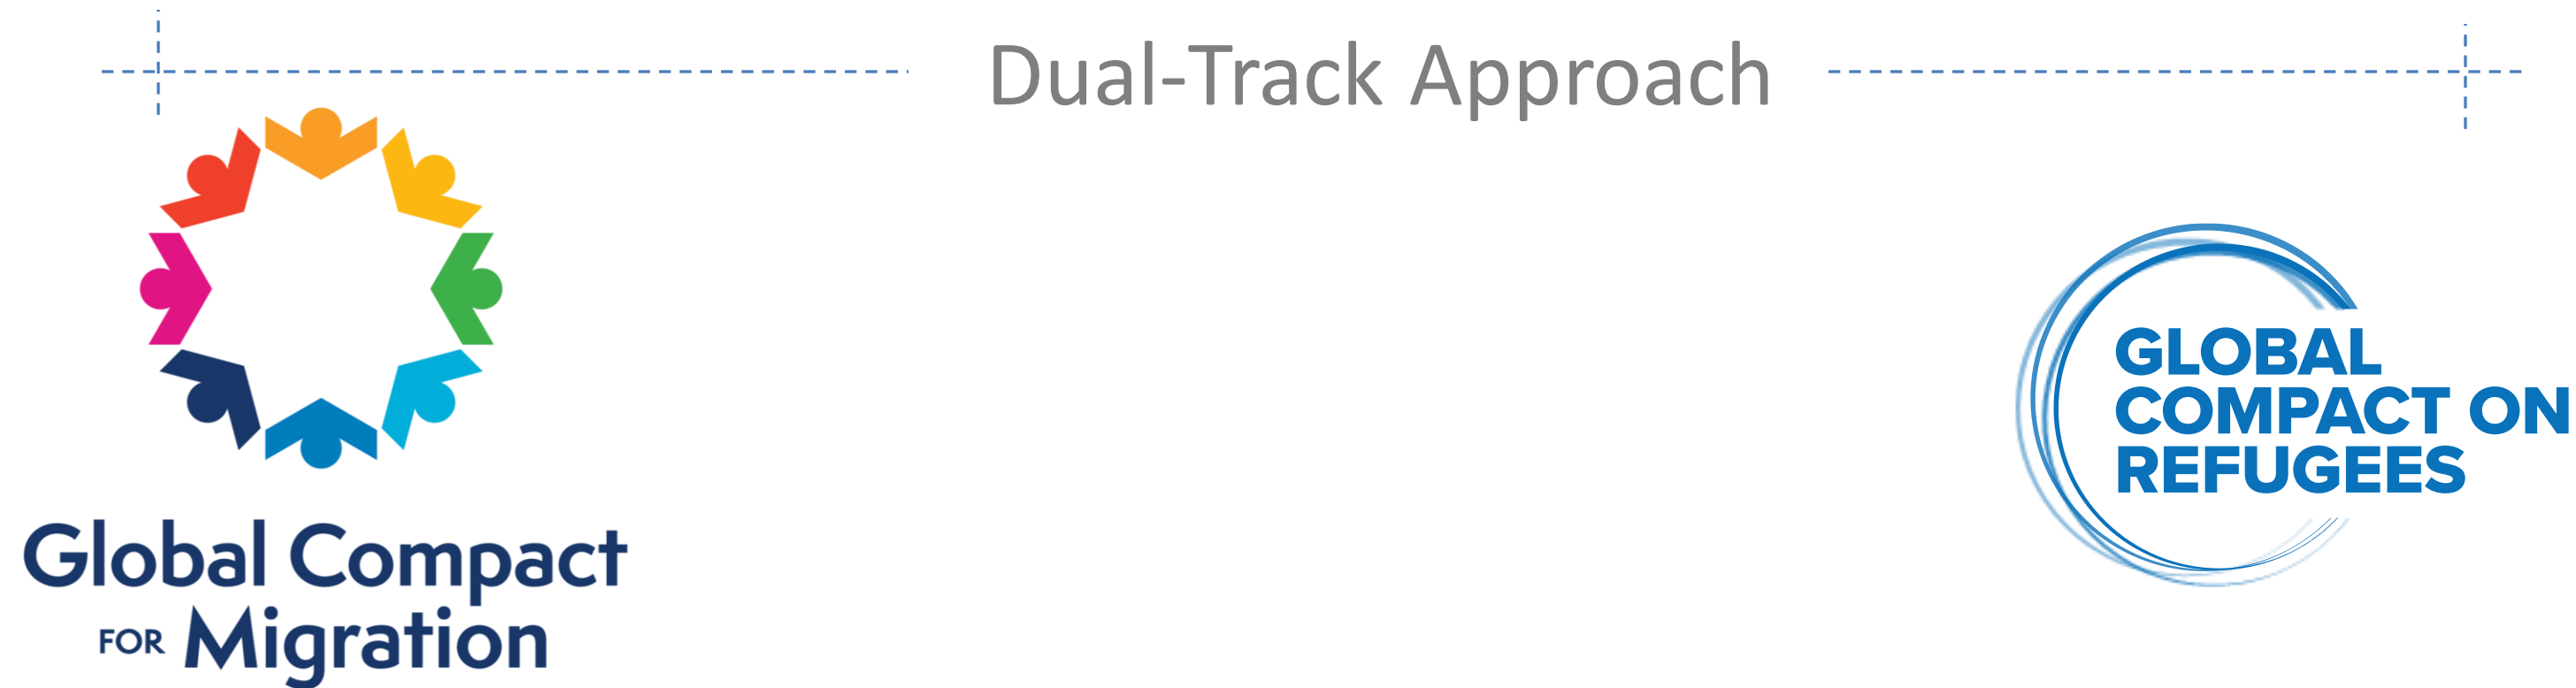 Dual-Track Approach
Global Compact
FOR Migration
GLOBAL
COMPACT ON
REFUGEES